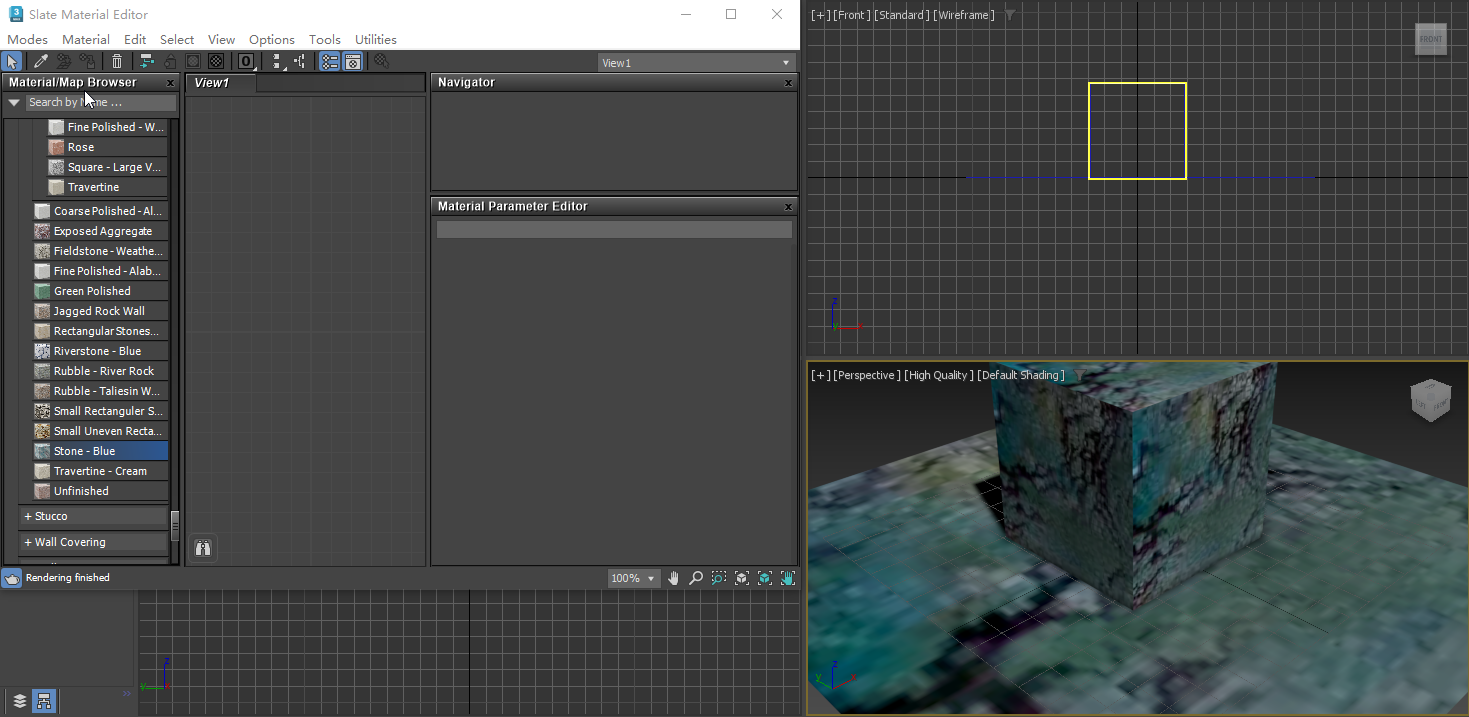 Slate Material Editor
Modes Material Edit Select View Options Tools Utilities
0
View1
Material/Map Browser
Search by Name ...
Fine Polished - W...
Rose
Square - Large V...
Travertine
Coarse Polished - Al...
Exposed Aggregate
Fieldstone - Weathe...
Fine Polished - Alab...
Green Polished
Jagged Rock Wall
Rectangular Stones...
Riverstone - Blue
Rubble - River Rock
Rubble - Taliesin W...
Small Rectanguler S...
Small Uneven Recta...
Stone - Blue
Travertine - Cream
Unfinished
+ Stucco
+ Wall Covering
View1
Navigator
Material Parameter Editor
Rendering finished
100%
z
y
[+] [Front ] [Standard ] [Wireframe ]
FRONT
z
y
[+] [Perspective ] [High Quality ] [Default Shading ]
FRONT
z
y
x